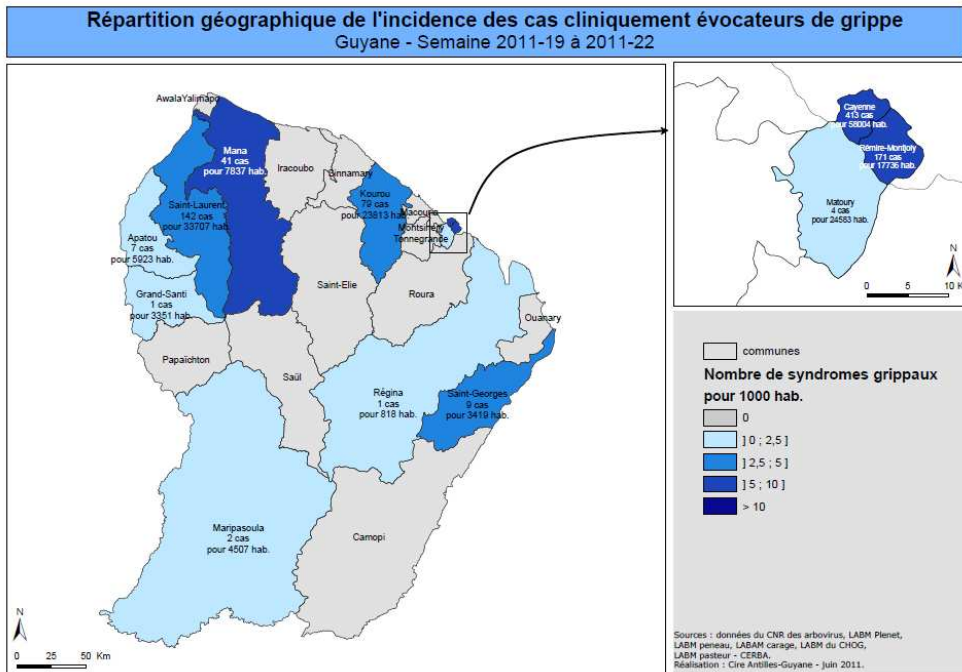 Répartition géographique de l'incidence des cas cliniquement évocateurs de grippe
Guyane - Semaine 2011-19 à 2011-22
AwalaYalimapo
Mana
41 cas
pour 7837 hab.
Iracoubo
Sinnamary
Kourou
79 cas
pour 23813 hab.
Macouria
Montsinéry
Tonnegrande
Saint-Laurent
142 cas
pour 33707 hab.
Apatou
7 cas
pour 5923 hab.
Grand-Santi
1 cas
pour 3351 hab.
Saint-Elie
Roura
Ouanary
Papaïchton
Saül
Régina
1 cas
pour 818 hab.
Saint-Georges
9 cas
pour 3419 hab.
Maripasoula
2 cas
pour 4507 hab.
Camopi
N
0 25 50 Km
Cayenne
413 cas
pour 58004 hab.
Rémire-Montjoly
171 cas
pour 17736 hab.
Matoury
4 cas
pour 24583 hab.
N
0 5 10 K
communes
Nombre de syndromes grippaux
pour 1000 hab.
0
] 0 ; 2,5 ]
] 2,5 ; 5 ]
] 5 ; 10 ]
> 10
Sources : données du CNR des arbovirus, LABM Plenet,
LABM peneau, LABAM carage, LABM du CHOG,
LABM pasteur - CERBA.
Réalisation : Cire Antilles-Guyane - juin 2011.